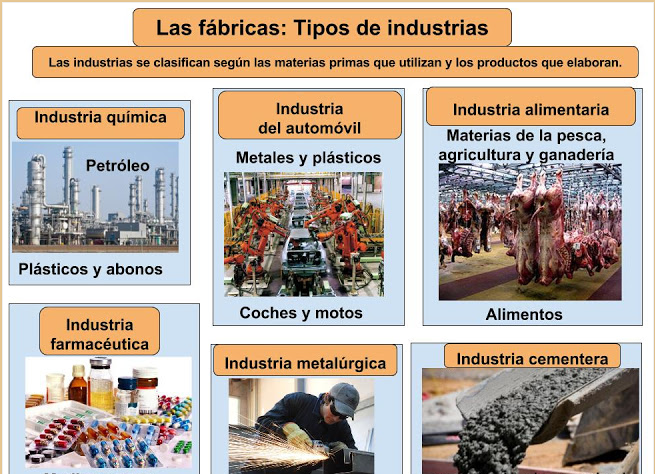 Las fábricas: Tipos de industrias
Las industrias se clasifican según las materias primas que utilizan y los productos que elaboran.
Industria química
Petróleo
Plásticos y abonos
Industria
del automóvil
Metales y plásticos
Coches y motos
Industria alimentaria
Materias de la pesca,
agricultura y ganadería
Alimentos
Industria
farmacéutica
Industria metalúrgica
Industria cementera